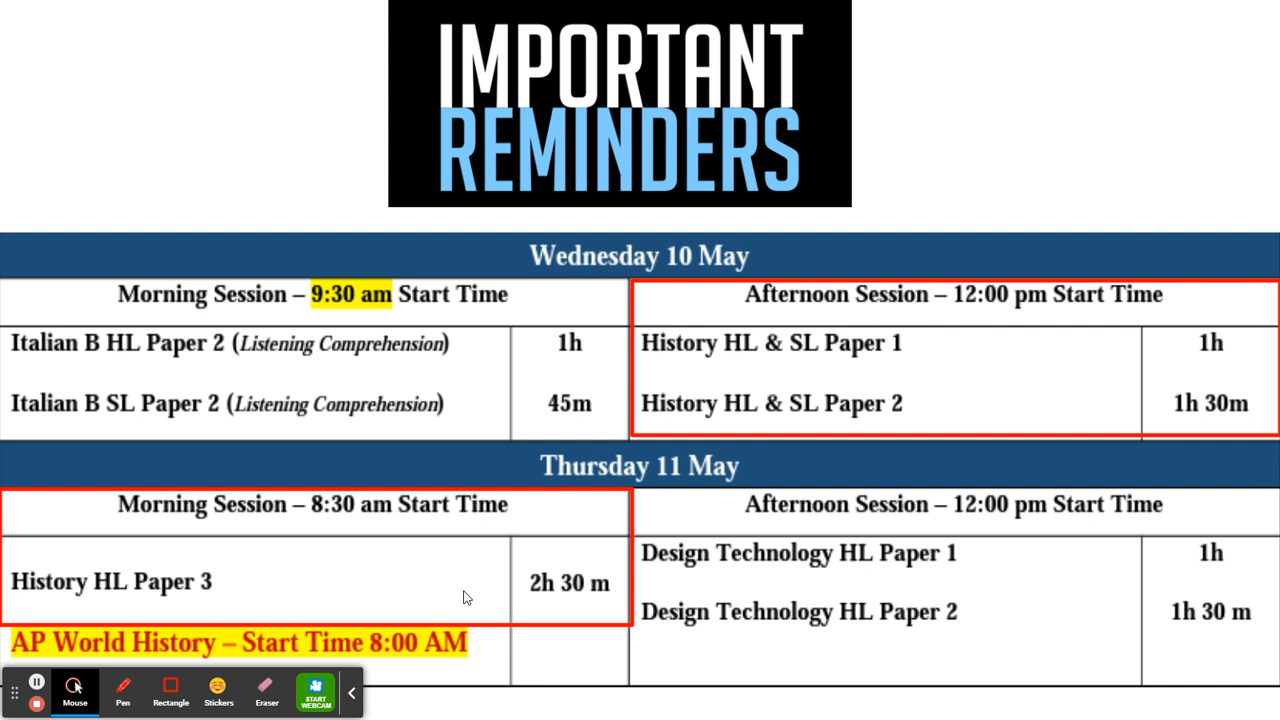 IMPORTANT
REMINDERS
Wednesday 10 May
Morning Session – 9:30 am Start Time
Afternoon Session – 12:00 pm Start Time
Italian B HL Paper 2 (Listening Comprehension) 1h
History HL & SL Paper 1 1h
Italian B SL Paper 2 (Listening Comprehension) 45m
History HL & SL Paper 2 1h 30m
Thursday 11 May
Morning Session – 8:30 am Start Time
Afternoon Session – 12:00 pm Start Time
Design Technology HL Paper 1 1h
History HL Paper 3 2h 30 m
Design Technology HL Paper 2 1h 30 m
AP World History – Start Time 8:00 AM
Mouse Pen Rectangle Stickers Eraser
START
WEBCAM